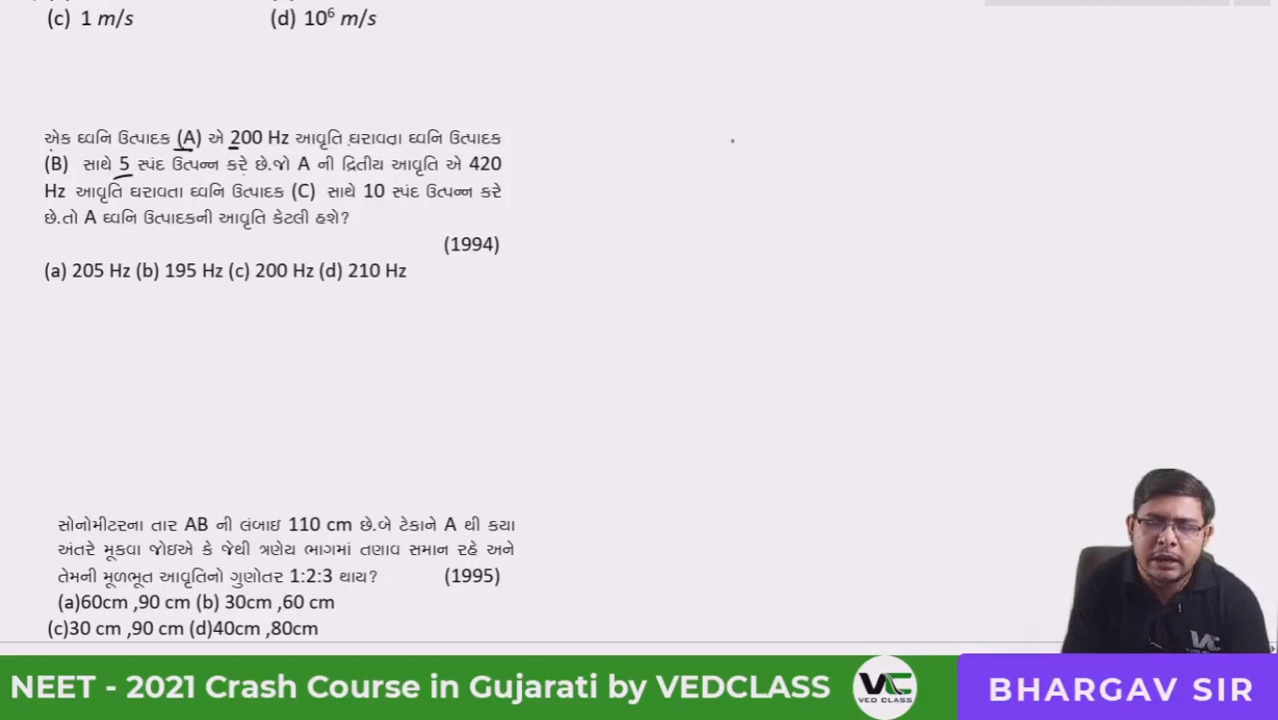 (c) 1 m/s (d) 10⁶ m/s
એક ધ્વનિ ઉત્પાદક (A) એ 200 Hz આવૃતિ ધરાવતા ધ્વનિ ઉત્પાદક
(B) સાથે 5 સ્પંદ ઉત્પન્ન કરે છે.જો A ની દ્રિતીય આવૃતિ એ 420
Hz આવૃતિ ધરાવતા ધ્વનિ ઉત્પાદક (C) સાથે 10 સ્પંદ ઉત્પન્ન કરે
છે.તો A ધ્વનિ ઉત્પાદકની આવૃતિ કેટલી હશે?
(1994)
(a) 205 Hz (b) 195 Hz (c) 200 Hz (d) 210 Hz
સોનોમીટરના તાર AB ની લંબાઇ 110 cm છે.બે ટેકાને A થી કયા
અંતરે મૂકવા જોઇએ કે જેથી ત્રણેય ભાગમાં તણાવ સમાન રહે અને
તેમની મૂળભૂત આવૃતિનો ગુણોતર 1:2:3 થાય? (1995)
(a)60cm ,90 cm (b) 30cm ,60 cm
(c)30 cm ,90 cm (d)40cm ,80cm
NEET - 2021 Crash Course in Gujarati by VEDCLASS
VC
VED CLASS
BHARGAV SIR